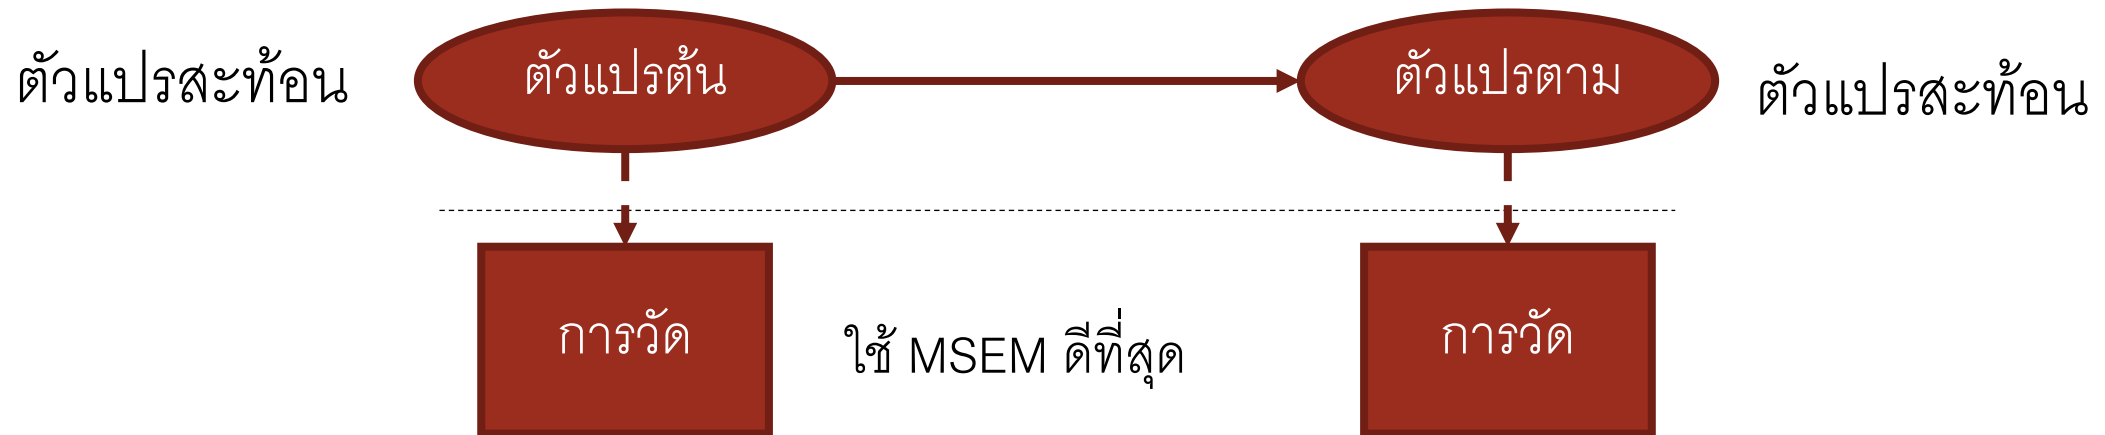 ตัวแปรสะท้อน
ตัวแปรต้น
ตัวแปรตาม
ตัวแปรสะท้อน
การวัด
ใช้ MSEM ดีที่สุด
การวัด